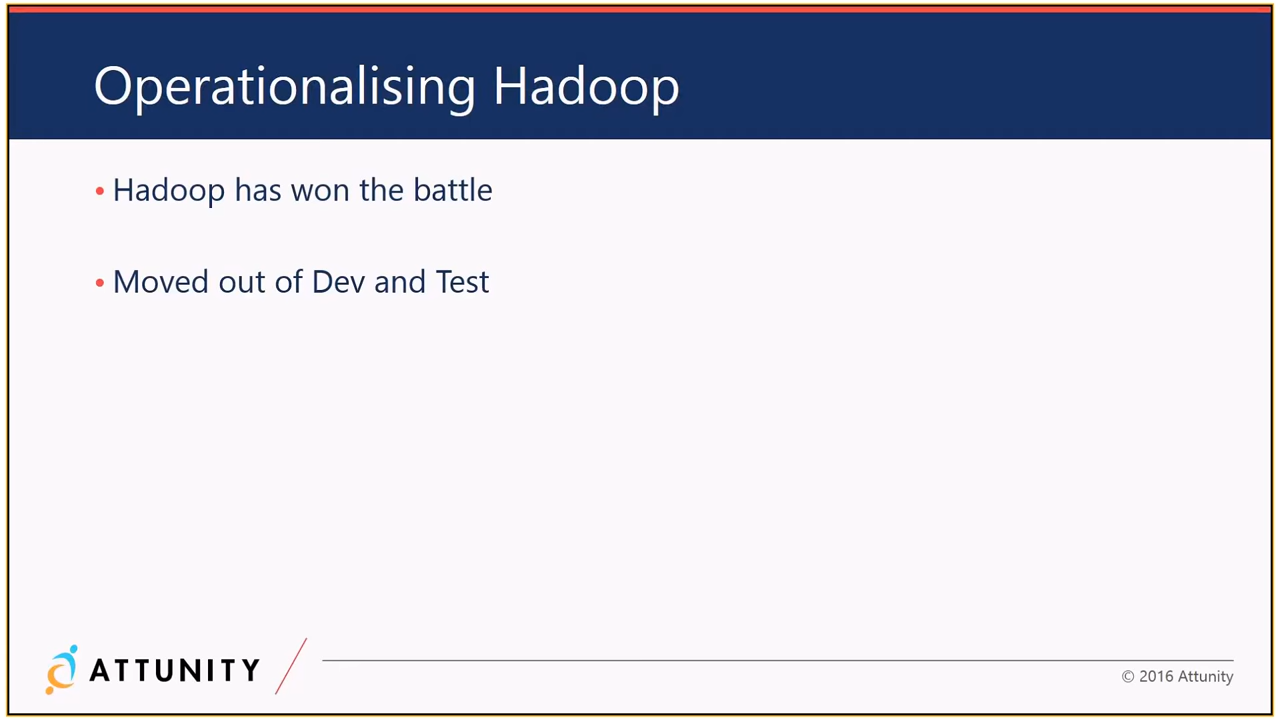 Operationalising Hadoop
• Hadoop has won the battle
• Moved out of Dev and Test
ATTUNITY
© 2016 Attunity